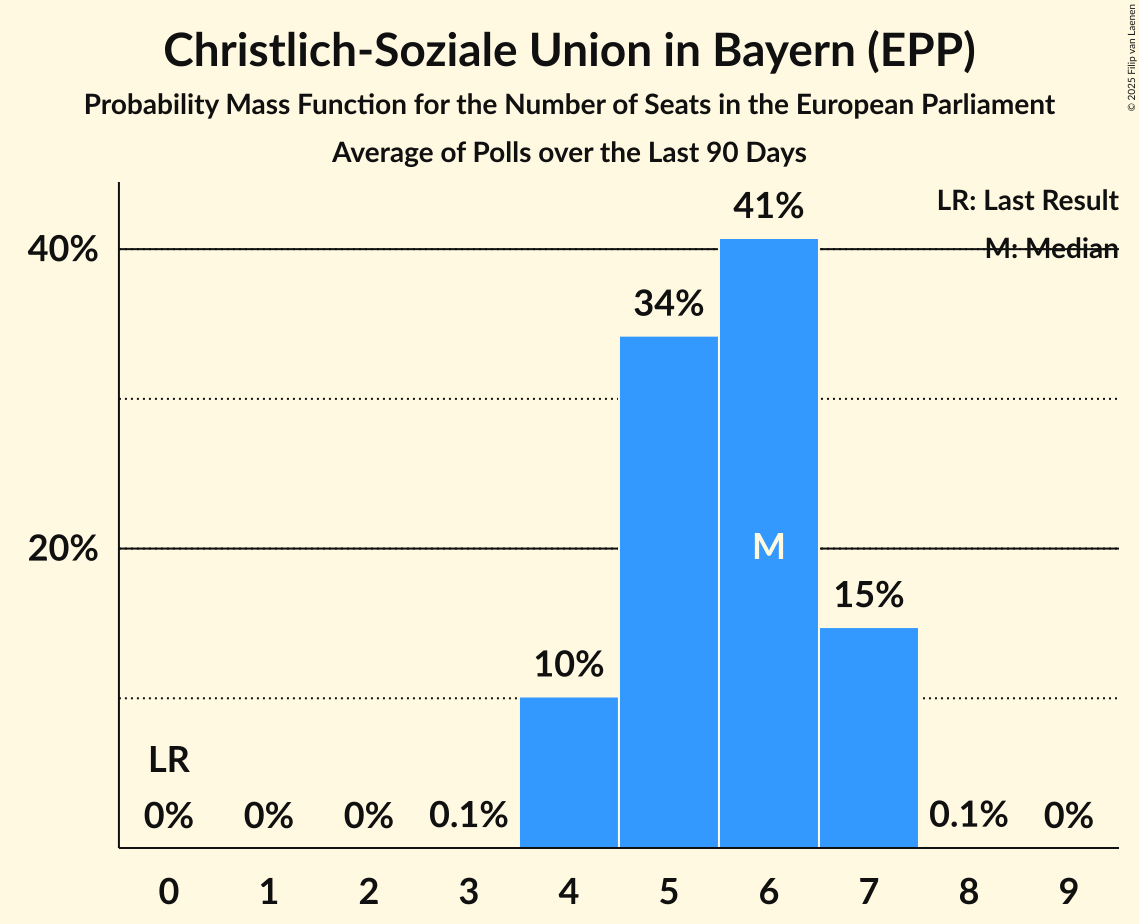 Christlich-Soziale Union in Bayern (EPP)
Probability Mass Function for the Number of Seats in the European Parliament
Average of Polls over the Last 90 Days
© 2025 Filip van Laenen
LR: Last Result
M: Median
40%
20%
41%
34%
M
15%
10%
LR
0% 0% 0% 0.1% 0.1% 0%
0 1 2 3 4 5 6 7 8 9